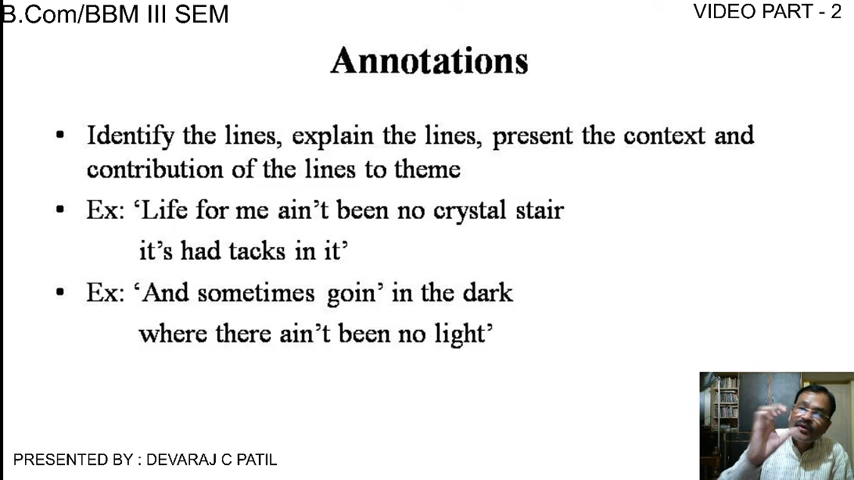 B.Com/BBM III SEM
VIDEO PART - 2
Annotations
▪ Identify the lines, explain the lines, present the context and
contribution of the lines to theme
▪ Ex: ‘Life for me ain’t been no crystal stair
it’s had tacks in it’
▪ Ex: ‘And sometimes goin’ in the dark
where there ain’t been no light’
PRESENTED BY : DEVARAJ C PATIL